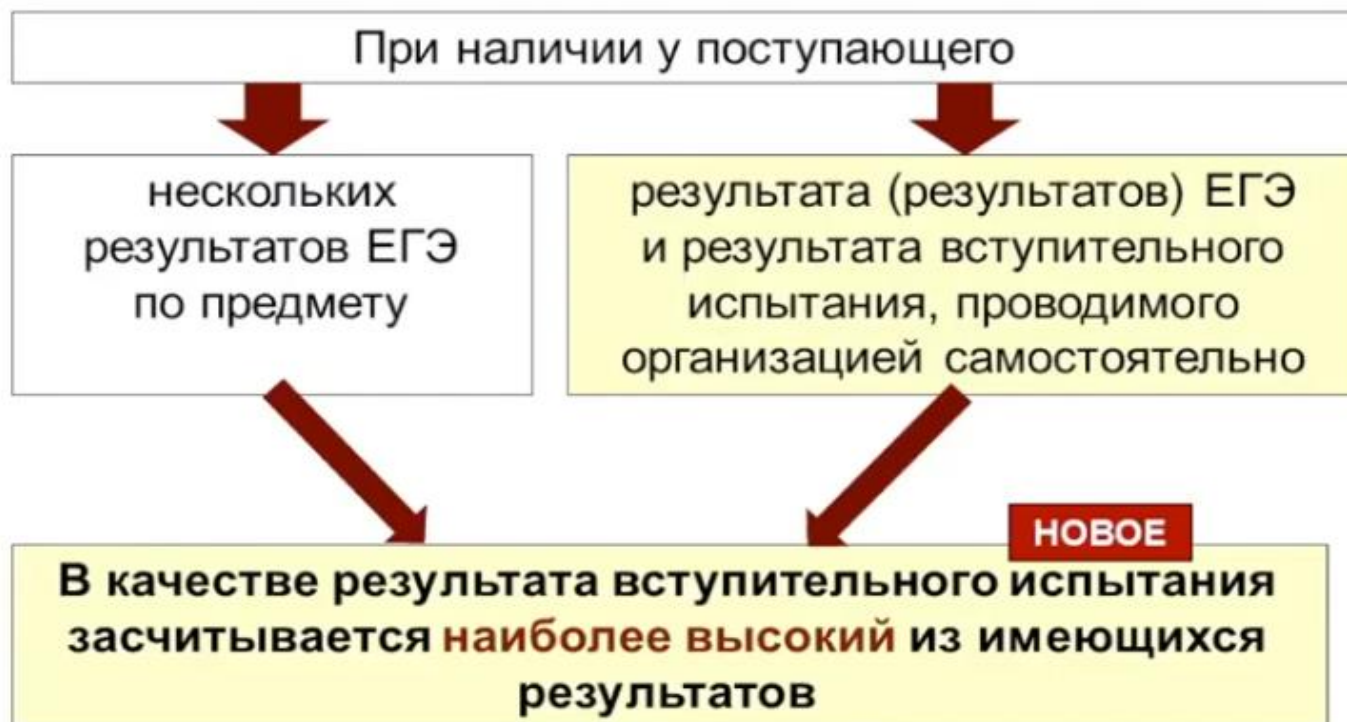 При наличии у поступающего
нескольких
результатов ЕГЭ
по предмету
результата (результатов) ЕГЭ
и результата вступительного
испытания, проводимого
организацией самостоятельно
НОВОЕ
В качестве результата вступительного испытания
засчитывается наиболее высокий из имеющихся
результатов